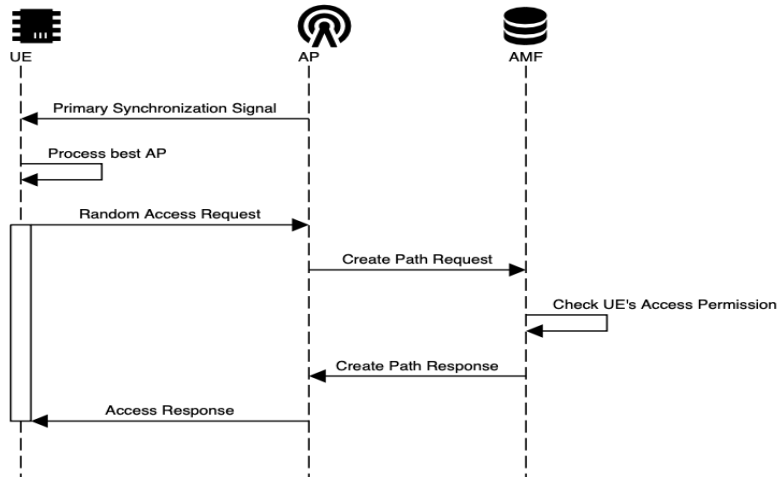 UE
AP
AMF
Primary Synchronization Signal
Process best AP
Random Access Request
Create Path Request
Check UE's Access Permission
Create Path Response
Access Response